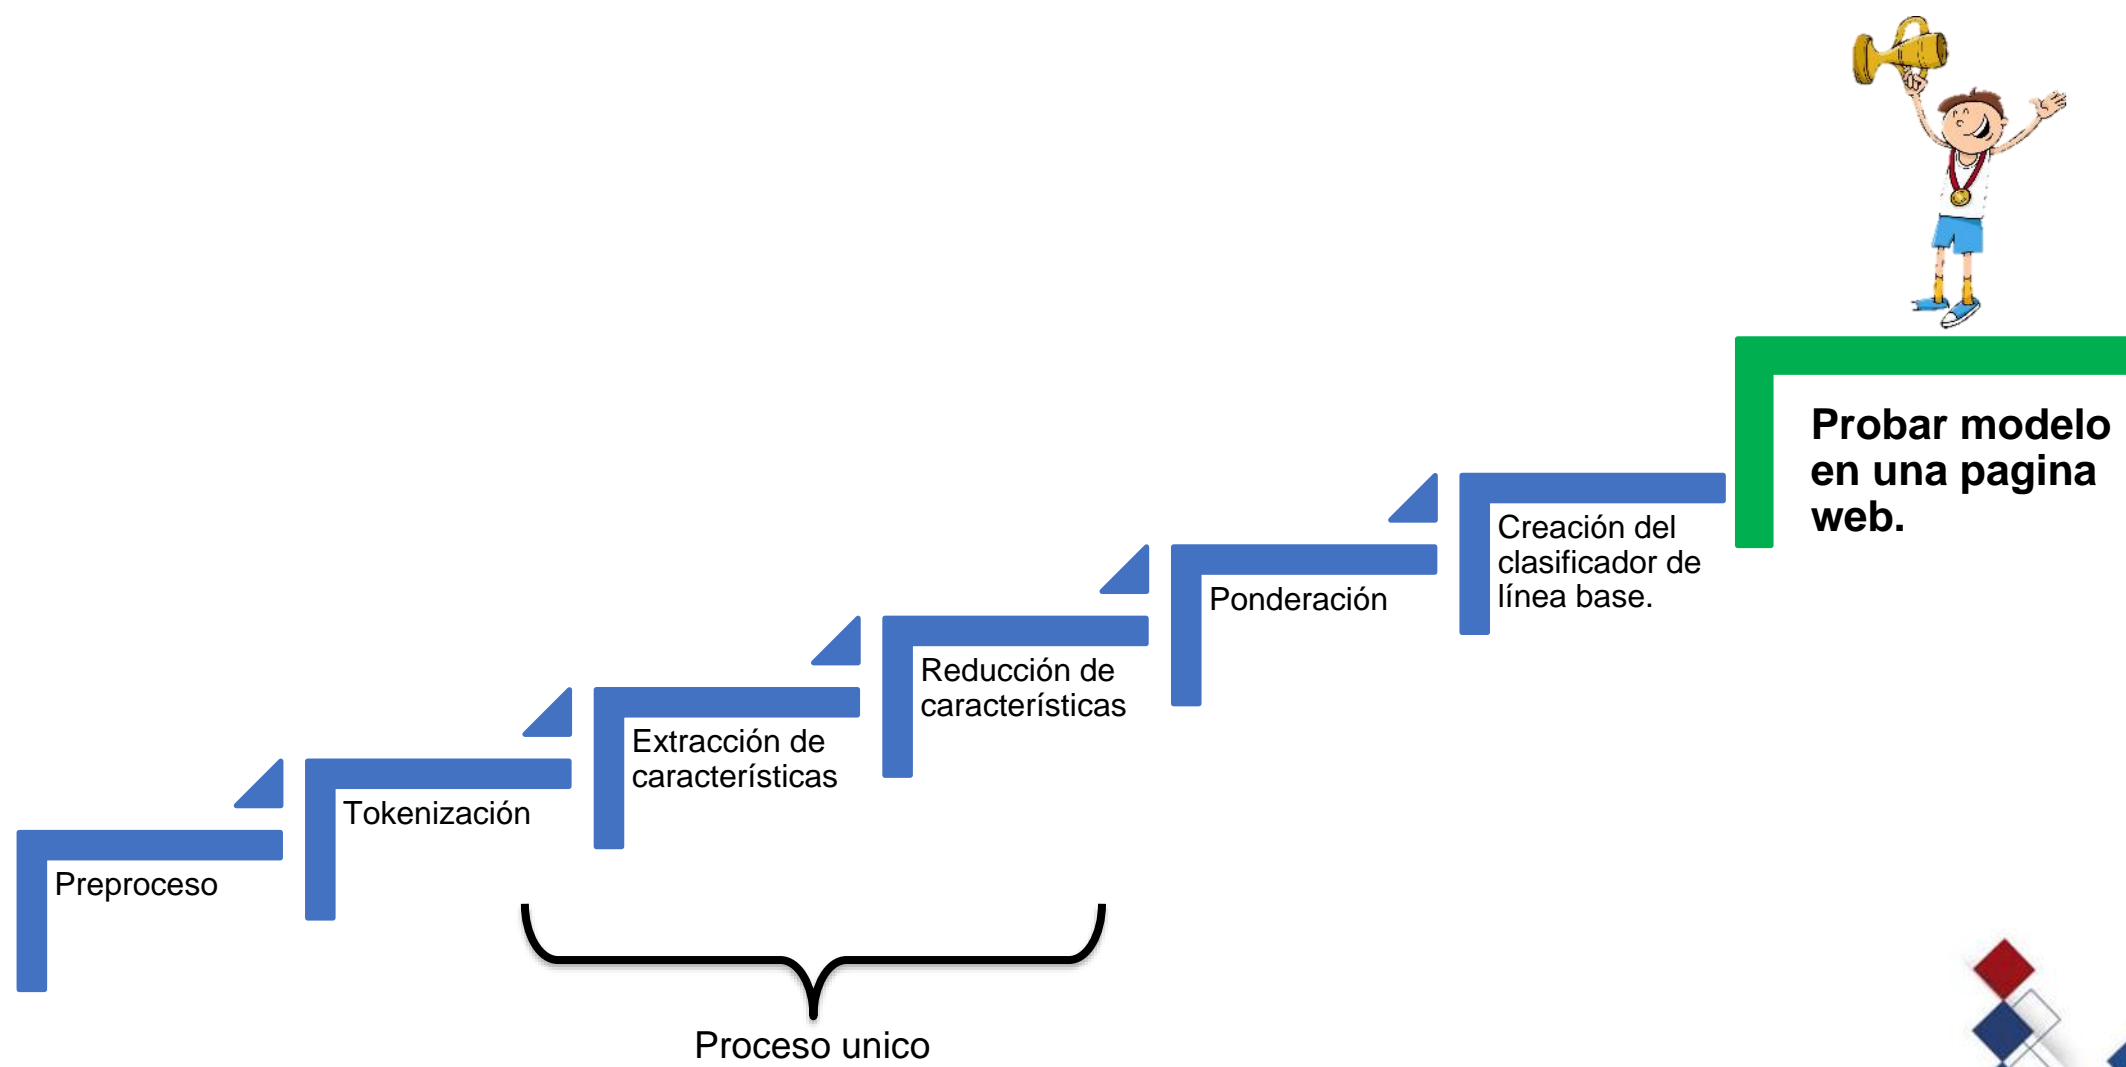 Preproceso
Tokenización
Extracción de
características
Reducción de
características
Ponderación
Creación del
clasificador de
línea base.
Probar modelo
en una pagina
web.
Proceso unico